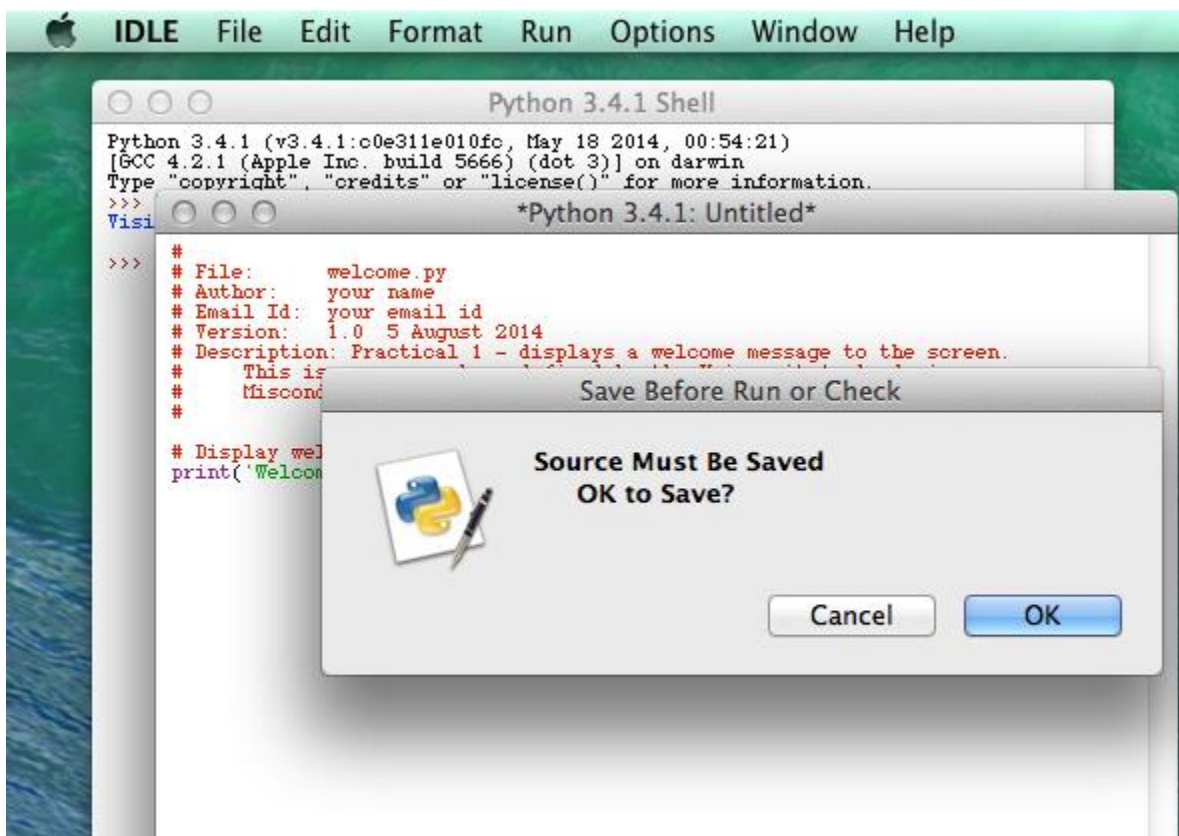 IDLE File Edit Format Run Options Window Help
Python 3.4.1 Shell
Python 3.4.1 (v3.4.1:c0e311e010fc, May 18 2014, 00:54:21)
[GCC 4.2.1 (Apple Inc. build 5666) (dot 3)] on darwin
Type "copyright", "credits" or "license()" for more information.
>>>
Visi
>>>
*Python 3.4.1: Untitled*
#
# File: welcome.py
# Author: your name
# Email Id: your email id
# Version: 1.0 5 August 2014
# Description: Practical 1 - displays a welcome message to the screen.
# This is
# Miscond
#
# Display wel
print('Welcom
Save Before Run or Check
Source Must Be Saved
OK to Save?
Cancel OK